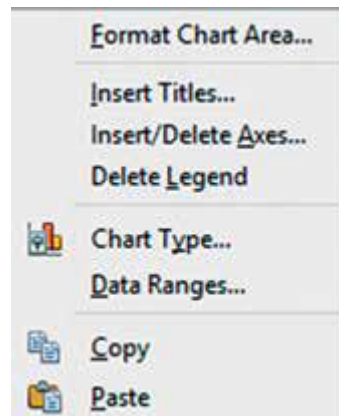 Format Chart Area...
Insert Titles...
Insert/Delete Axes...
Delete Legend
Chart Type...
Data Ranges...
Copy
Paste